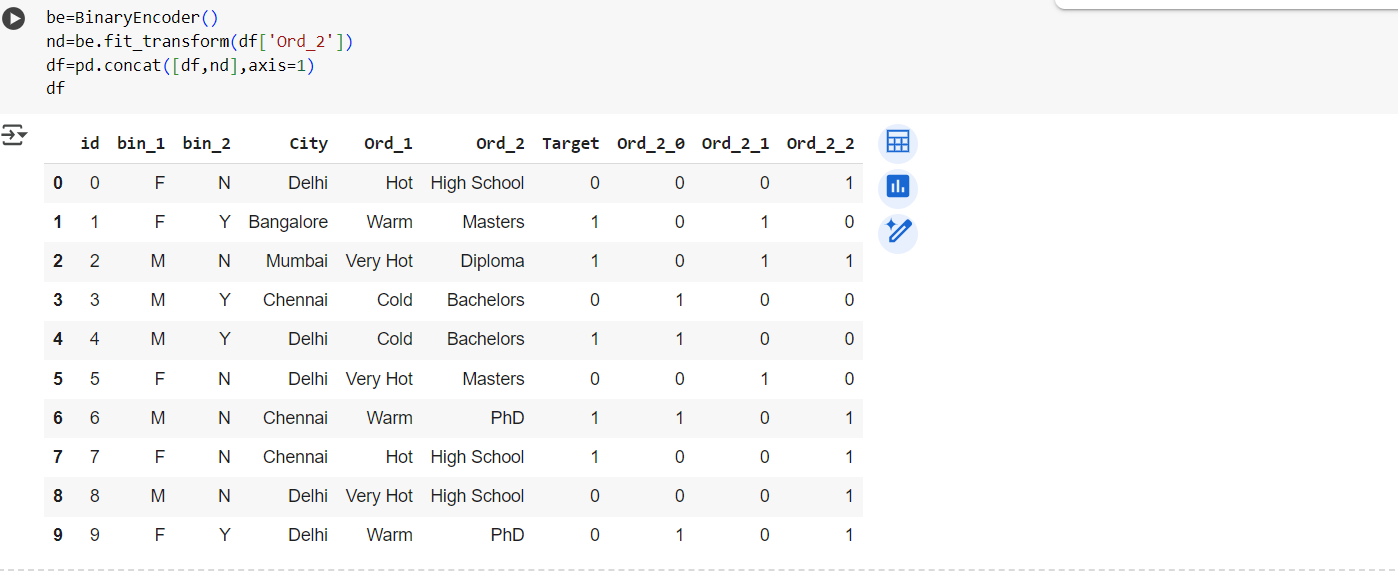 be=BinaryEncoder()
nd=be.fit_transform(df['Ord_2'])
df=pd.concat([df,nd],axis=1)
df
id bin_1 bin_2 City Ord_1 Ord_2 Target Ord_2_0 Ord_2_1 Ord_2_2
0 0 F N Delhi Hot High School 0 0 0 1
1 1 F Y Bangalore Warm Masters 1 0 1 0
2 2 M N Mumbai Very Hot Diploma 1 0 1 1
3 3 M Y Chennai Cold Bachelors 0 1 0 0
4 4 M Y Delhi Cold Bachelors 1 1 0 0
5 5 F N Delhi Very Hot Masters 0 0 1 0
6 6 M N Chennai Warm PhD 1 1 0 1
7 7 F N Chennai Hot High School 1 0 0 1
8 8 M N Delhi Very Hot High School 0 0 0 1
9 9 F Y Delhi Warm PhD 0 1 0 1